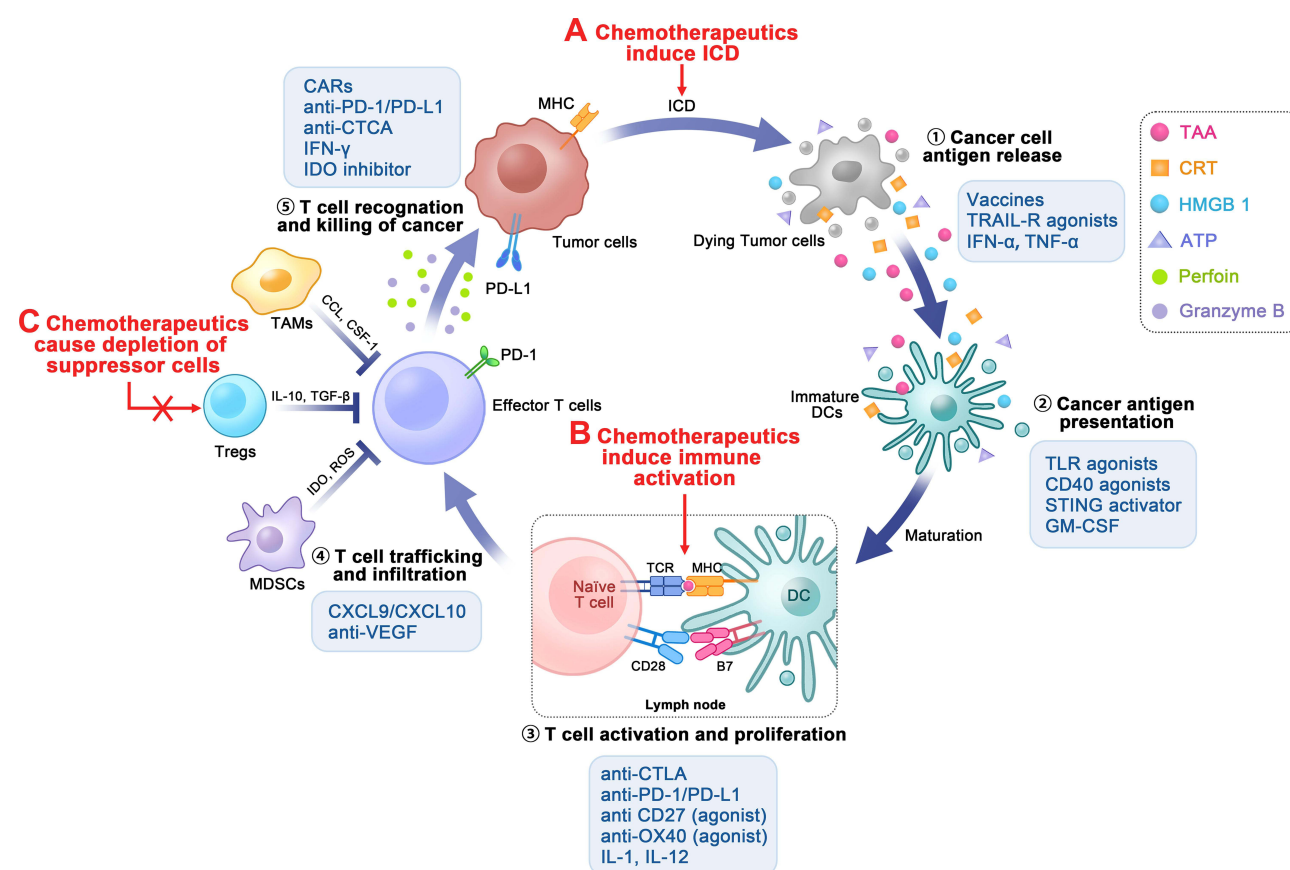 A Chemotherapeutics
induce ICD
ICD
CARs
anti-PD-1/PD-L1
anti-CTCA
IFN-γ
IDO inhibitor
MHC
⑤ T cell recognation
and killing of cancer
Tumor cells
PD-L1
① Cancer cell
antigen release
Vaccines
TRAIL-R agonists
IFN-α, TNF-α
Dying Tumor cells
TAA
CRT
HMGB 1
ATP
Perfoin
Granzyme B
TAMs
CCL, CSF-1
C Chemotherapeutics
cause depletion of
suppressor cells
IL-10, TGF-β
Tregs
IDO, ROS
MDSCs
PD-1
Effector T cells
Immature
DCs
② Cancer antigen
presentation
TLR agonists
CD40 agonists
STING activator
GM-CSF
Maturation
B Chemotherapeutics
induce immune
activation
④ T cell trafficking
and infiltration
CXCL9/CXCL10
anti-VEGF
Naïve
T cell
TCR
MHC
DC
CD28
B7
Lymph node
③ T cell activation and proliferation
anti-CTLA
anti-PD-1/PD-L1
anti CD27 (agonist)
anti-OX40 (agonist)
IL-1, IL-12